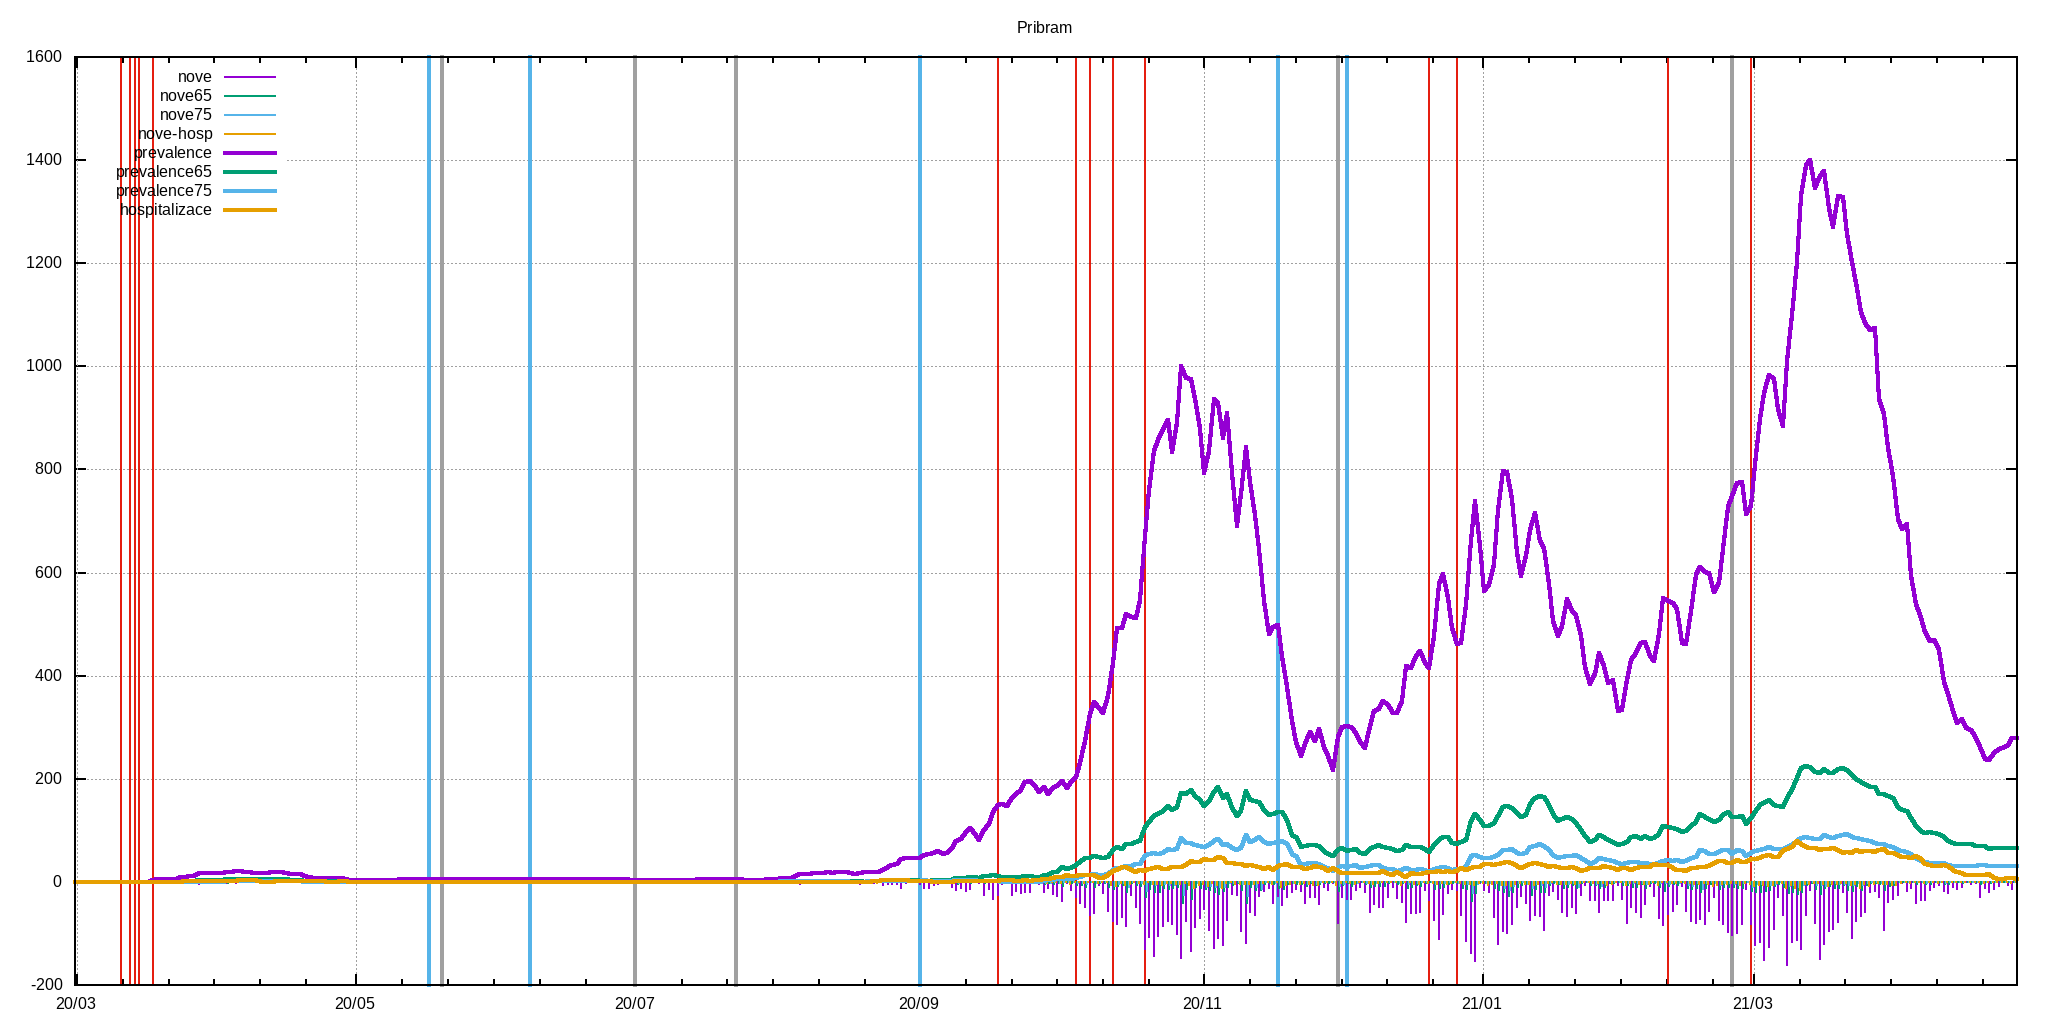 Pribram
1600
1400
1200
1000
800
600
400
200
0
-200
nove
nove65
nove75
nove-hosp
prevalence
prevalence65
prevalence75
hospitalizace
20/03 20/05 20/07 20/09 20/11 21/01 21/03